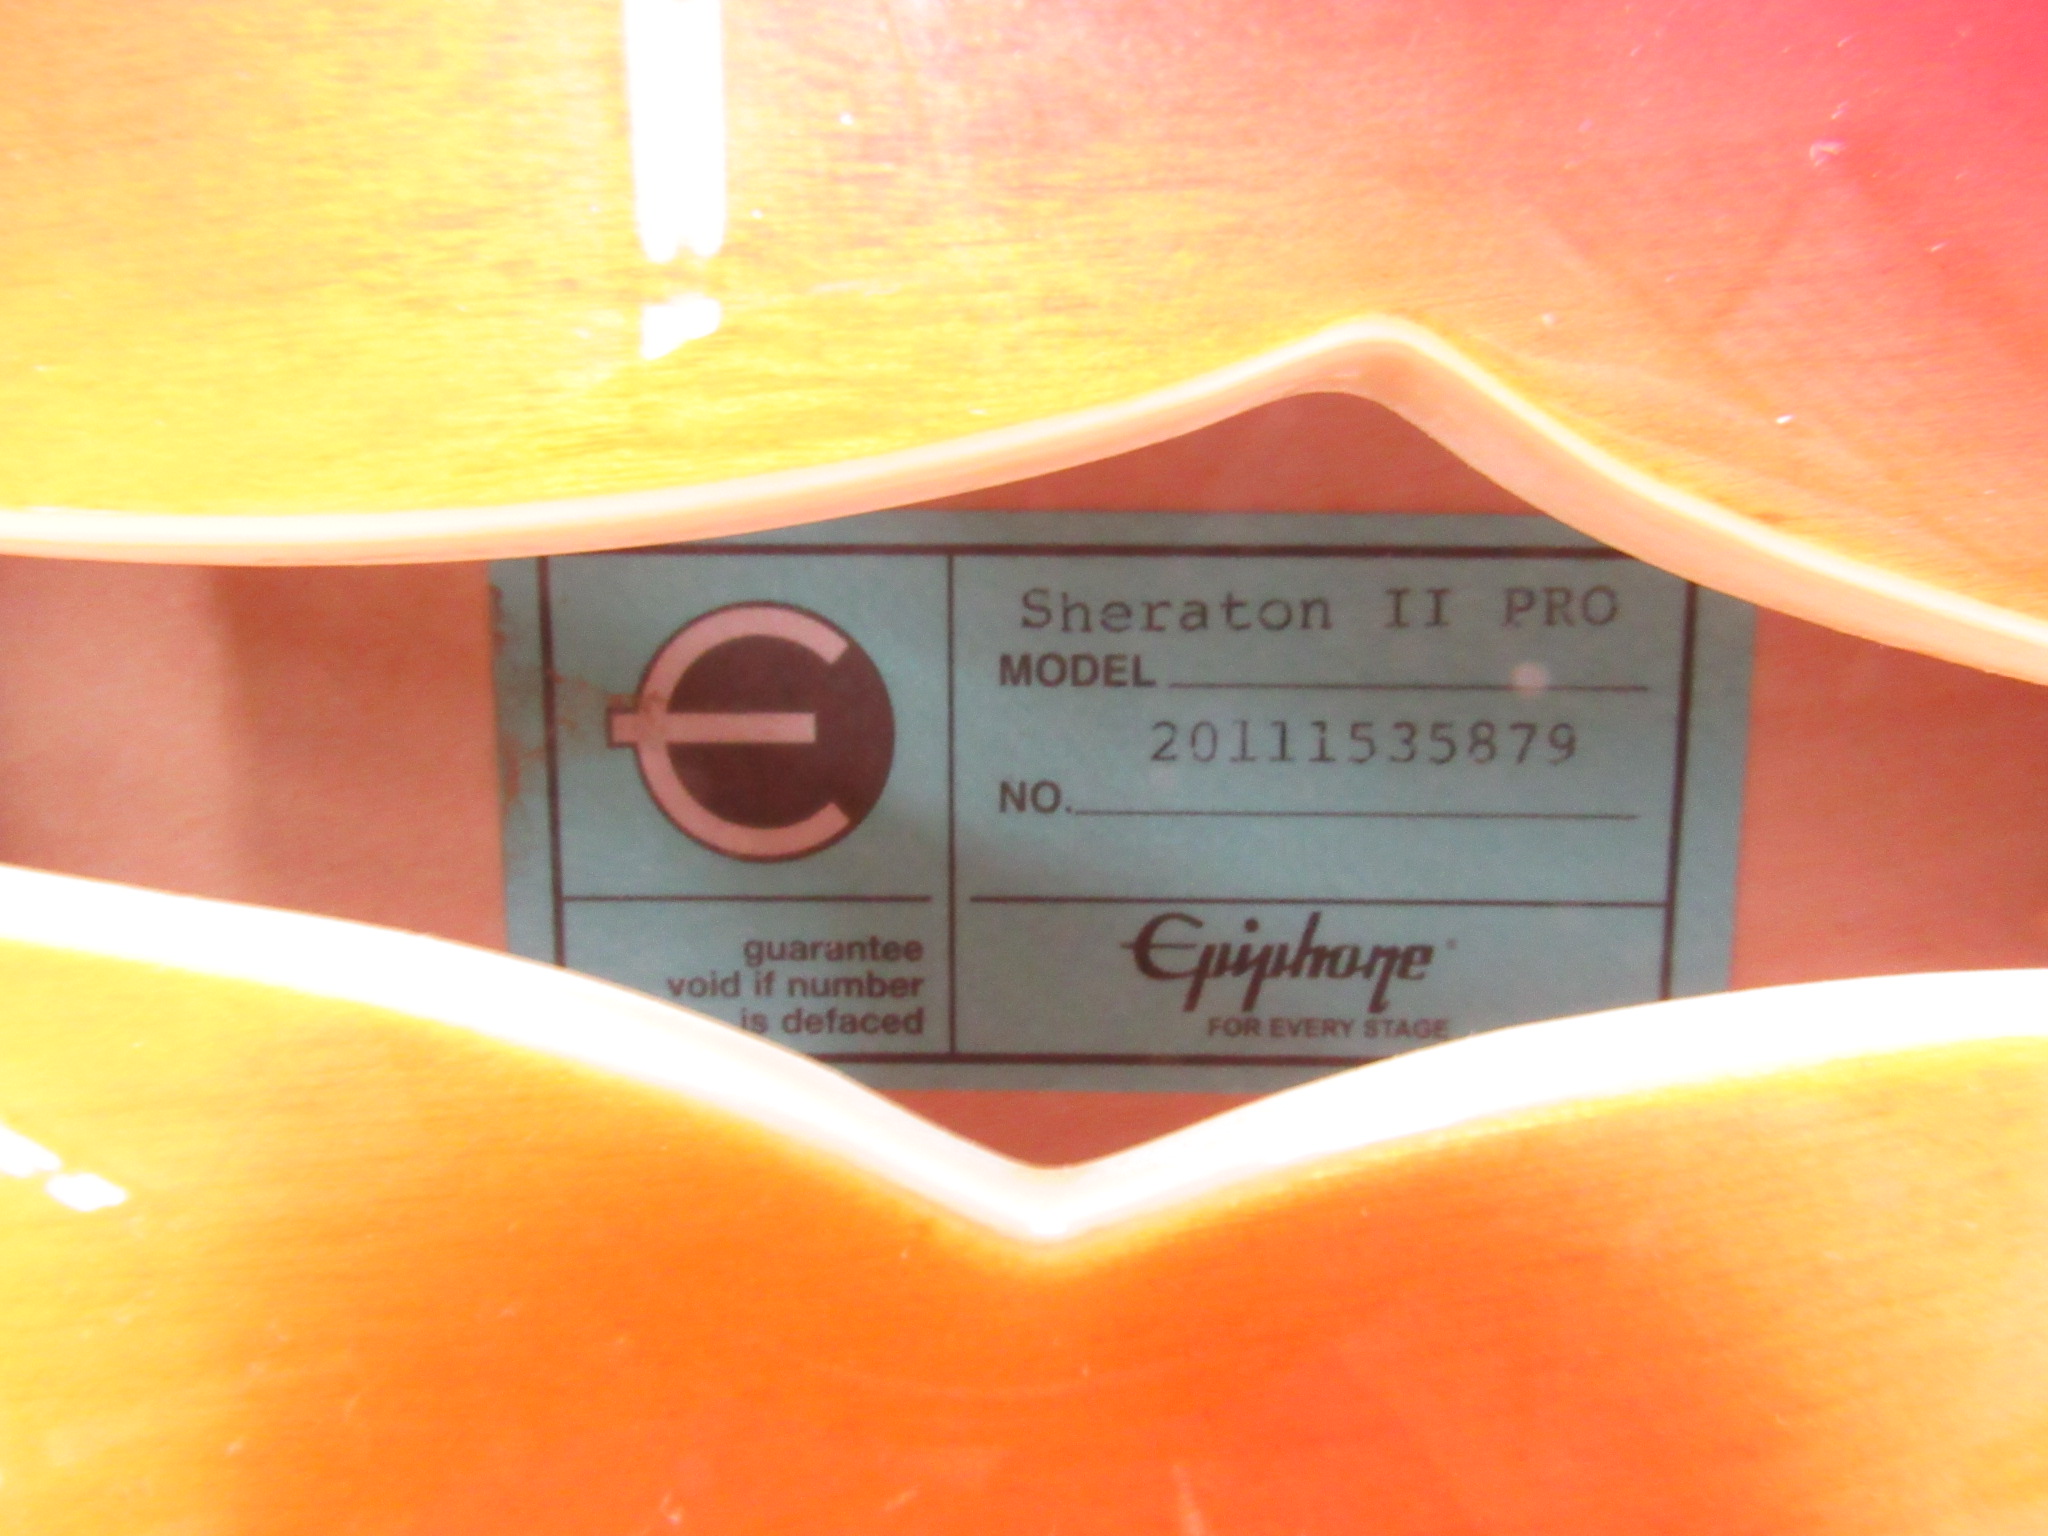 Sheraton II PRO
MODEL
20111535879
NO.
guarantee
void if number
is defaced
Epiphone
FOR EVERY STAGE